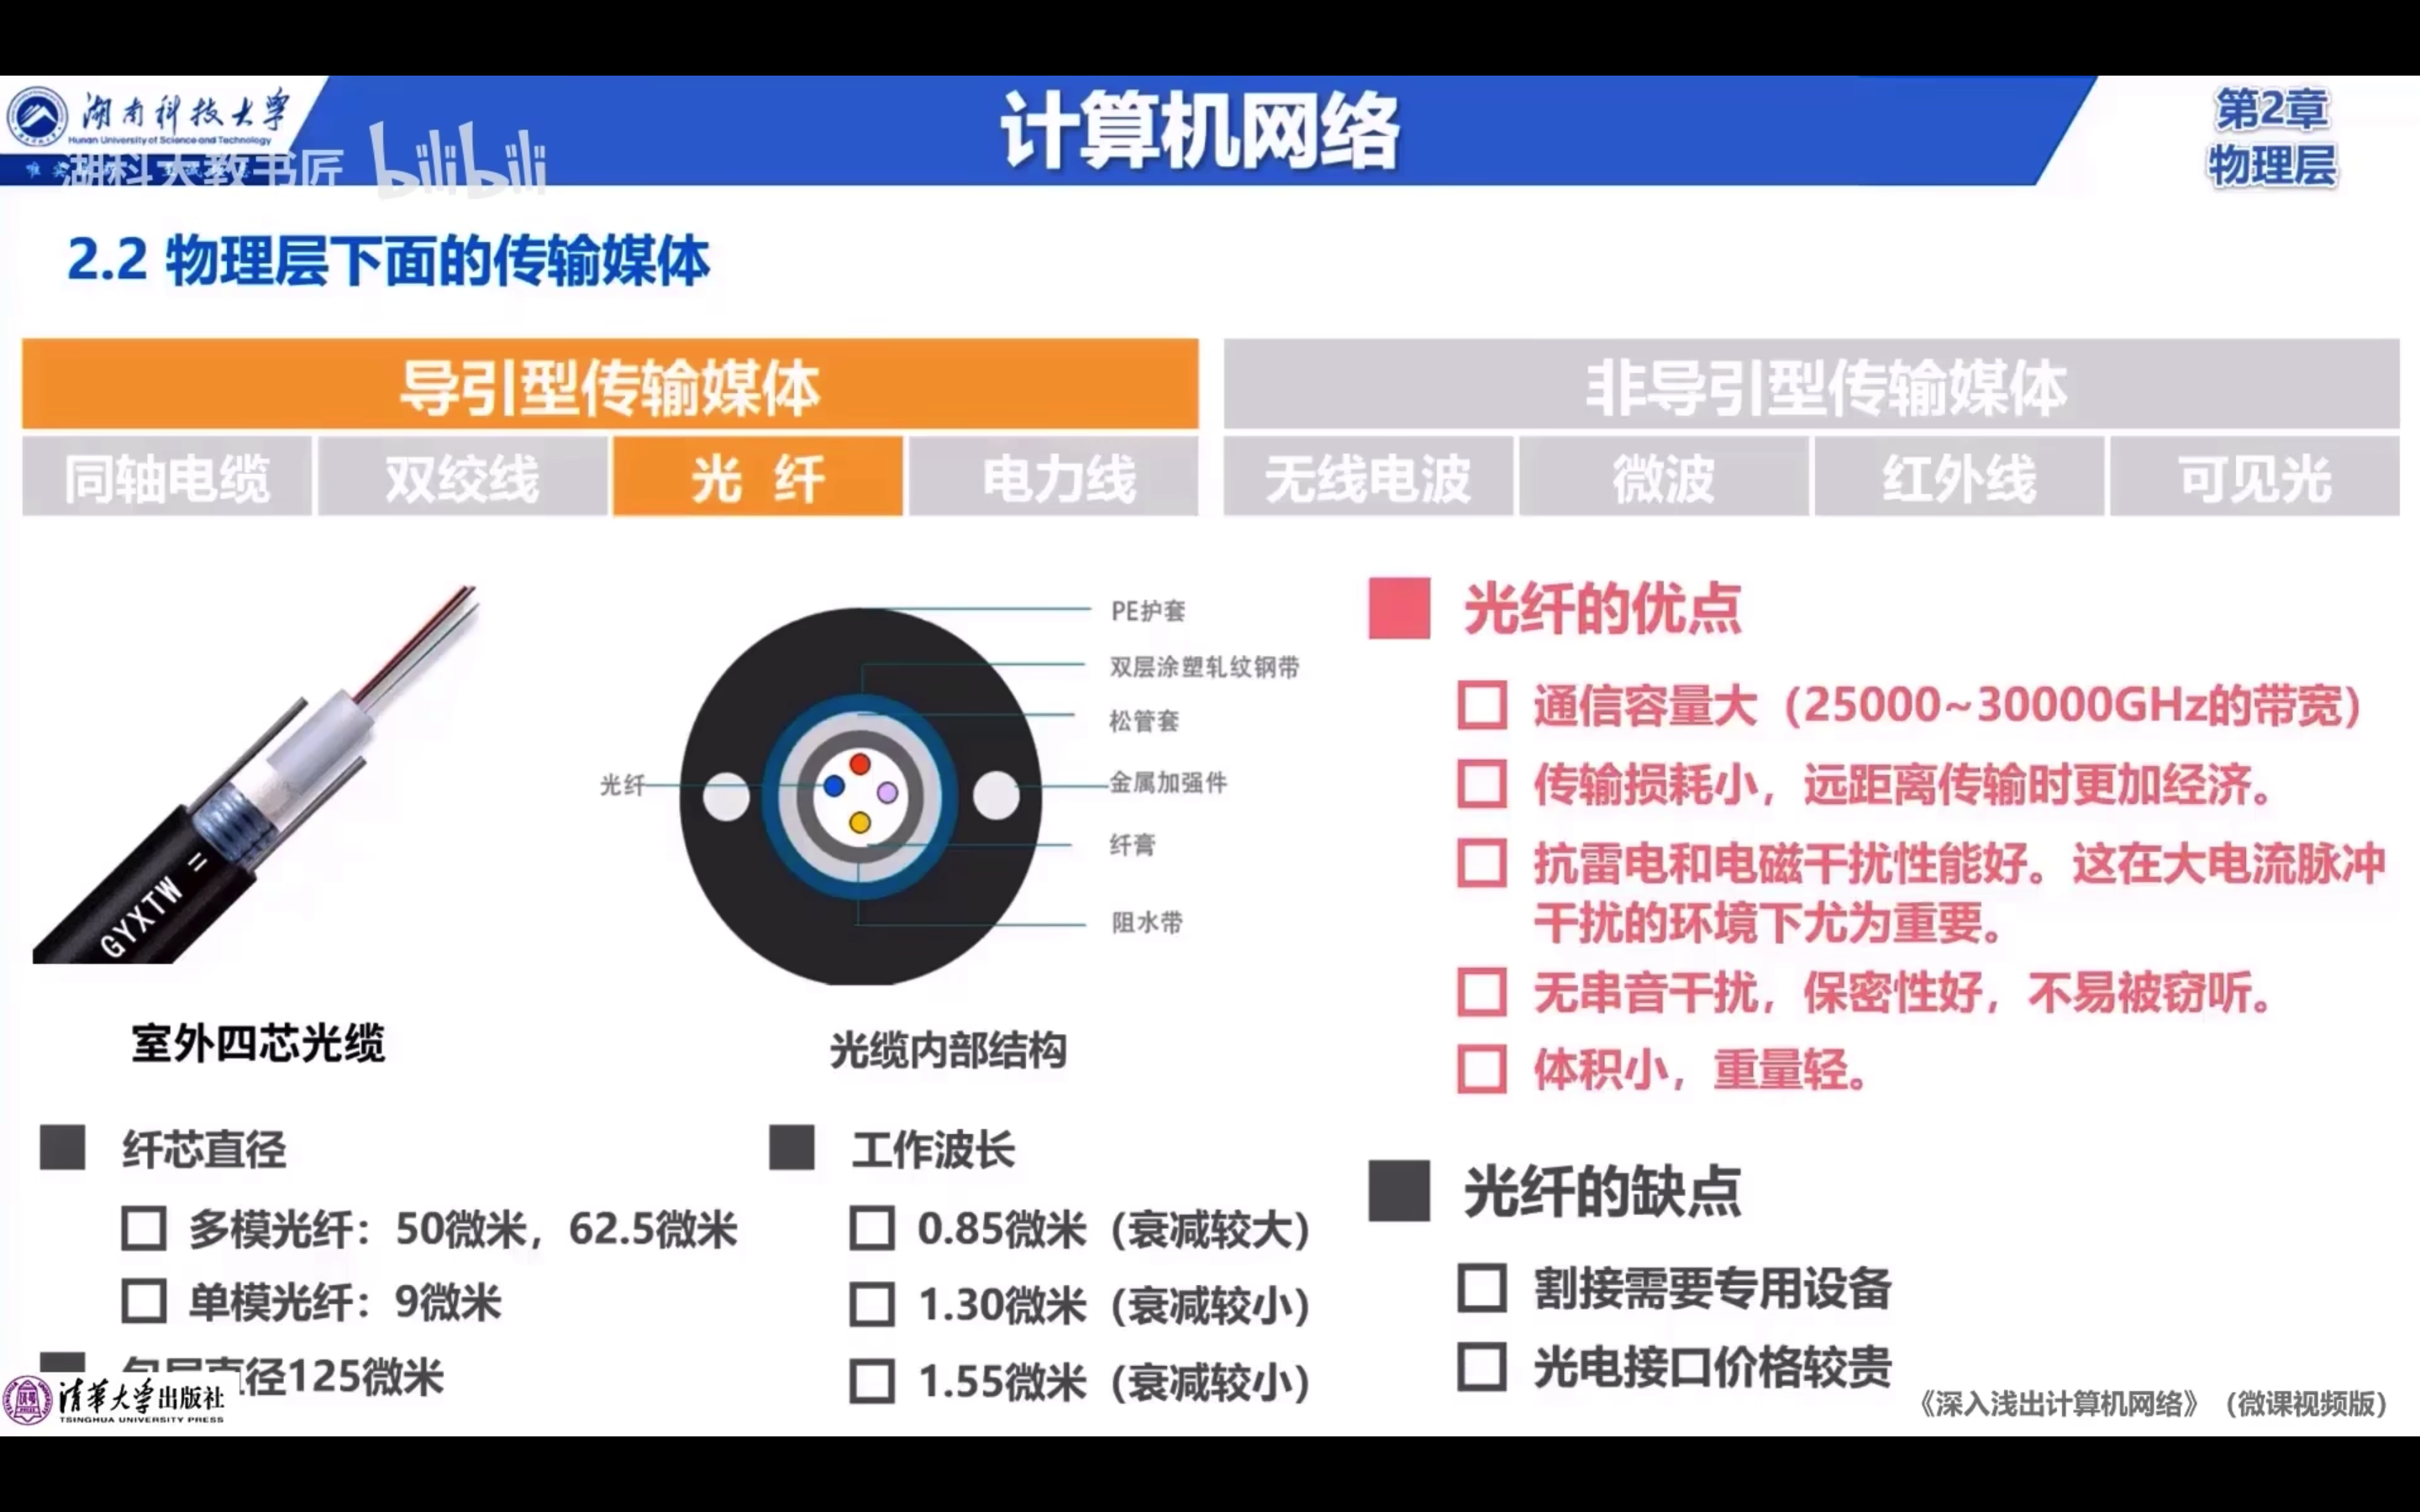 湖南科技大学
Hunan University of Science and Technology
湖科大教书匠 bilibili
计算机网络
第2章
物理层
2.2 物理层下面的传输媒体
导引型传输媒体
非导引型传输媒体
同轴电缆
双绞线
光纤
电力线
无线电波
微波
红外线
可见光
GYXTW
室外四芯光缆
PE护套
双层涂塑轧纹钢带
松管套
光纤
金属加强件
纤膏
阻水带
光缆内部结构
纤芯直径
多模光纤：50微米，62.5微米
单模光纤：9微米
直径125微米
工作波长
0.85微米（衰减较大）
1.30微米（衰减较小）
1.55微米（衰减较小）
光纤的优点
通信容量大（25000~30000GHz的带宽）
传输损耗小，远距离传输时更加经济。
抗雷电和电磁干扰性能好。这在大电流脉冲
干扰的环境下尤为重要。
无串音干扰，保密性好，不易被窃听。
体积小，重量轻。
光纤的缺点
割接需要专用设备
光电接口价格较贵
清华大学出版社
TSINGHUA UNIVERSITY PRESS
《深入浅出计算机网络》（微课视频版）